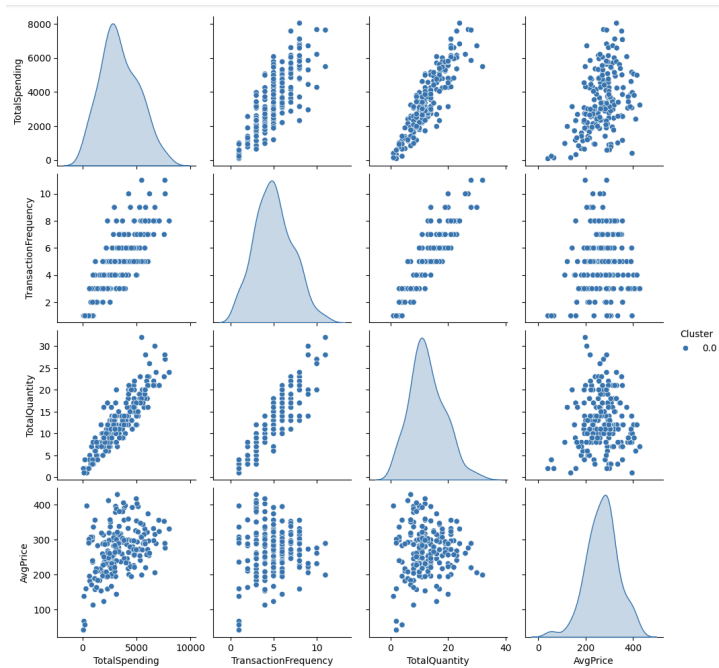 8000
6000
4000
2000
0
TotalSpending
10
8
6
4
2
TransactionFrequency
Cluster
0.0
30
25
20
15
10
5
0
TotalQuantity
400
300
200
100
AvgPrice
0 5000 10000
0 5 10
0 20 40
0 200 400
TotalSpending TransactionFrequency TotalQuantity AvgPrice